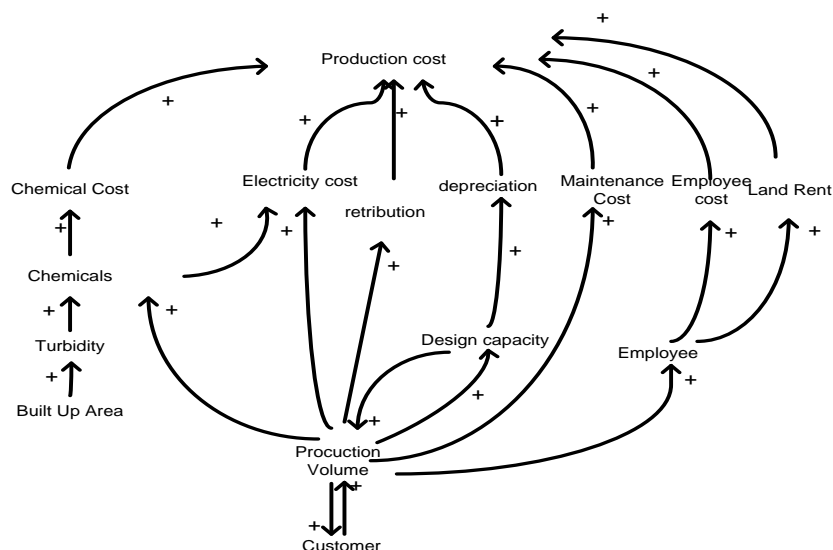 +
+
Production cost
+
+
+
+
+
+
Electricity cost
Chemical Cost
depreciation
Maintenance
Cost
Employee
cost
Land Rent
retribution
+
+
+
+
+
+
+
+
Chemicals
+
+
Turbidity
Design capacity
Employee
+
+
+
Built Up Area
+
Procuction
Volume
+
+
Customer